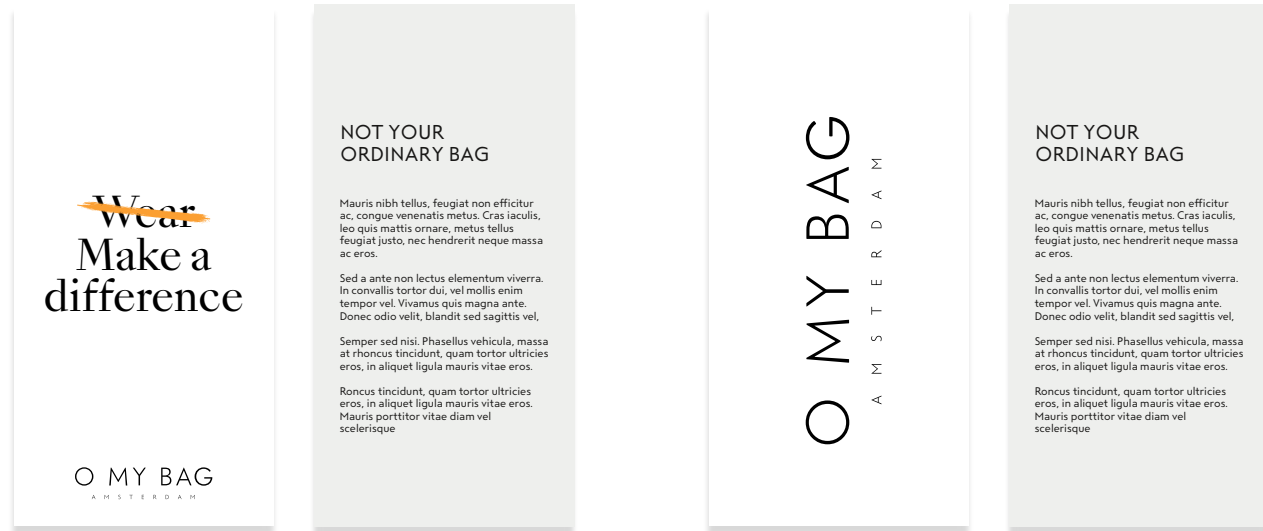 Wear
Make a
difference
O MY BAG
AMSTERDAM
NOT YOUR
ORDINARY BAG
Mauris nibh tellus, feugiat non efficitur
ac, congue venenatis metus. Cras iaculis,
leo quis mattis ornare, metus tellus
feugiat justo, nec hendrerit neque massa
ac eros.
Sed a ante non lectus elementum viverra.
In convallis tortor dui, vel mollis enim
tempor vel. Vivamus quis magna ante.
Donec odio velit, blandit sed sagittis vel,
Semper sed nisi. Phasellus vehicula, massa
at rhoncus tincidunt, quam tortor ultricies
eros, in aliquet ligula mauris vitae eros.
Roncus tincidunt, quam tortor ultricies
eros, in aliquet ligula mauris vitae eros.
Mauris porttitor vitae diam vel
scelerisque
O MY BAG
AMSTERDAM
NOT YOUR
ORDINARY BAG
Mauris nibh tellus, feugiat non efficitur
ac, congue venenatis metus. Cras iaculis,
leo quis mattis ornare, metus tellus
feugiat justo, nec hendrerit neque massa
ac eros.
Sed a ante non lectus elementum viverra.
In convallis tortor dui, vel mollis enim
tempor vel. Vivamus quis magna ante.
Donec odio velit, blandit sed sagittis vel,
Semper sed nisi. Phasellus vehicula, massa
at rhoncus tincidunt, quam tortor ultricies
eros, in aliquet ligula mauris vitae eros.
Roncus tincidunt, quam tortor ultricies
eros, in aliquet ligula mauris vitae eros.
Mauris porttitor vitae diam vel
scelerisque